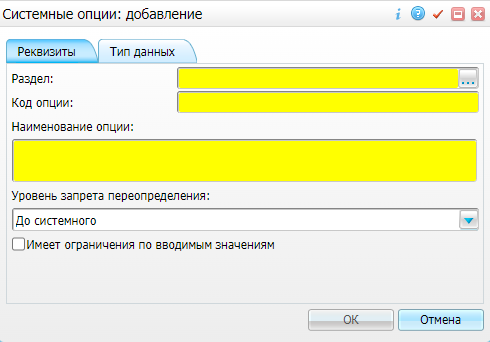 Системные опции: добавление
Реквизиты
Тип данных
Раздел:
...
Код опции:
Наименование опции:
Уровень запрета переопределения:
До системного
Имеет ограничения по вводимым значениям
OK
Отмена